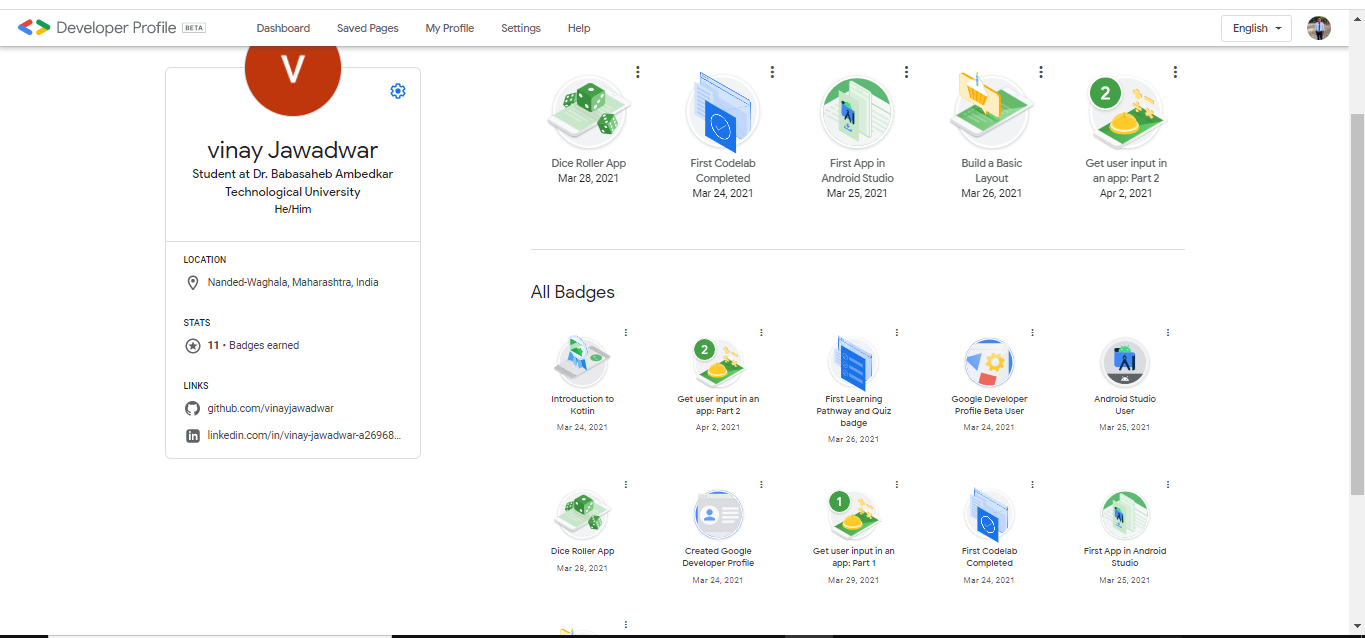 Developer Profile BETA
Dashboard
Saved Pages
My Profile
Settings
Help
English
V
vinay Jawadwar
Student at Dr. Babasaheb Ambedkar
Technological University
He/Him
LOCATION
Nanded-Waghala, Maharashtra, India
STATS
11 • Badges earned
LINKS
github.com/vinayjawadwar
linkedin.com/in/vinay-jawadwar-a26968...
Dice Roller App
Mar 28, 2021
First Codelab
Completed
Mar 24, 2021
First App in
Android Studio
Mar 25, 2021
Build a Basic
Layout
Mar 26, 2021
2
Get user input in
an app: Part 2
Apr 2, 2021
All Badges
Introduction to
Kotlin
Mar 24, 2021
2
Get user input in an
app: Part 2
Apr 2, 2021
First Learning
Pathway and Quiz
badge
Mar 26, 2021
Google Developer
Profile Beta User
Mar 24, 2021
Android Studio
User
Mar 25, 2021
Dice Roller App
Mar 28, 2021
Created Google
Developer Profile
Mar 24, 2021
1
Get user input in an
app: Part 1
Mar 29, 2021
First Codelab
Completed
Mar 24, 2021
First App in Android
Studio
Mar 25, 2021